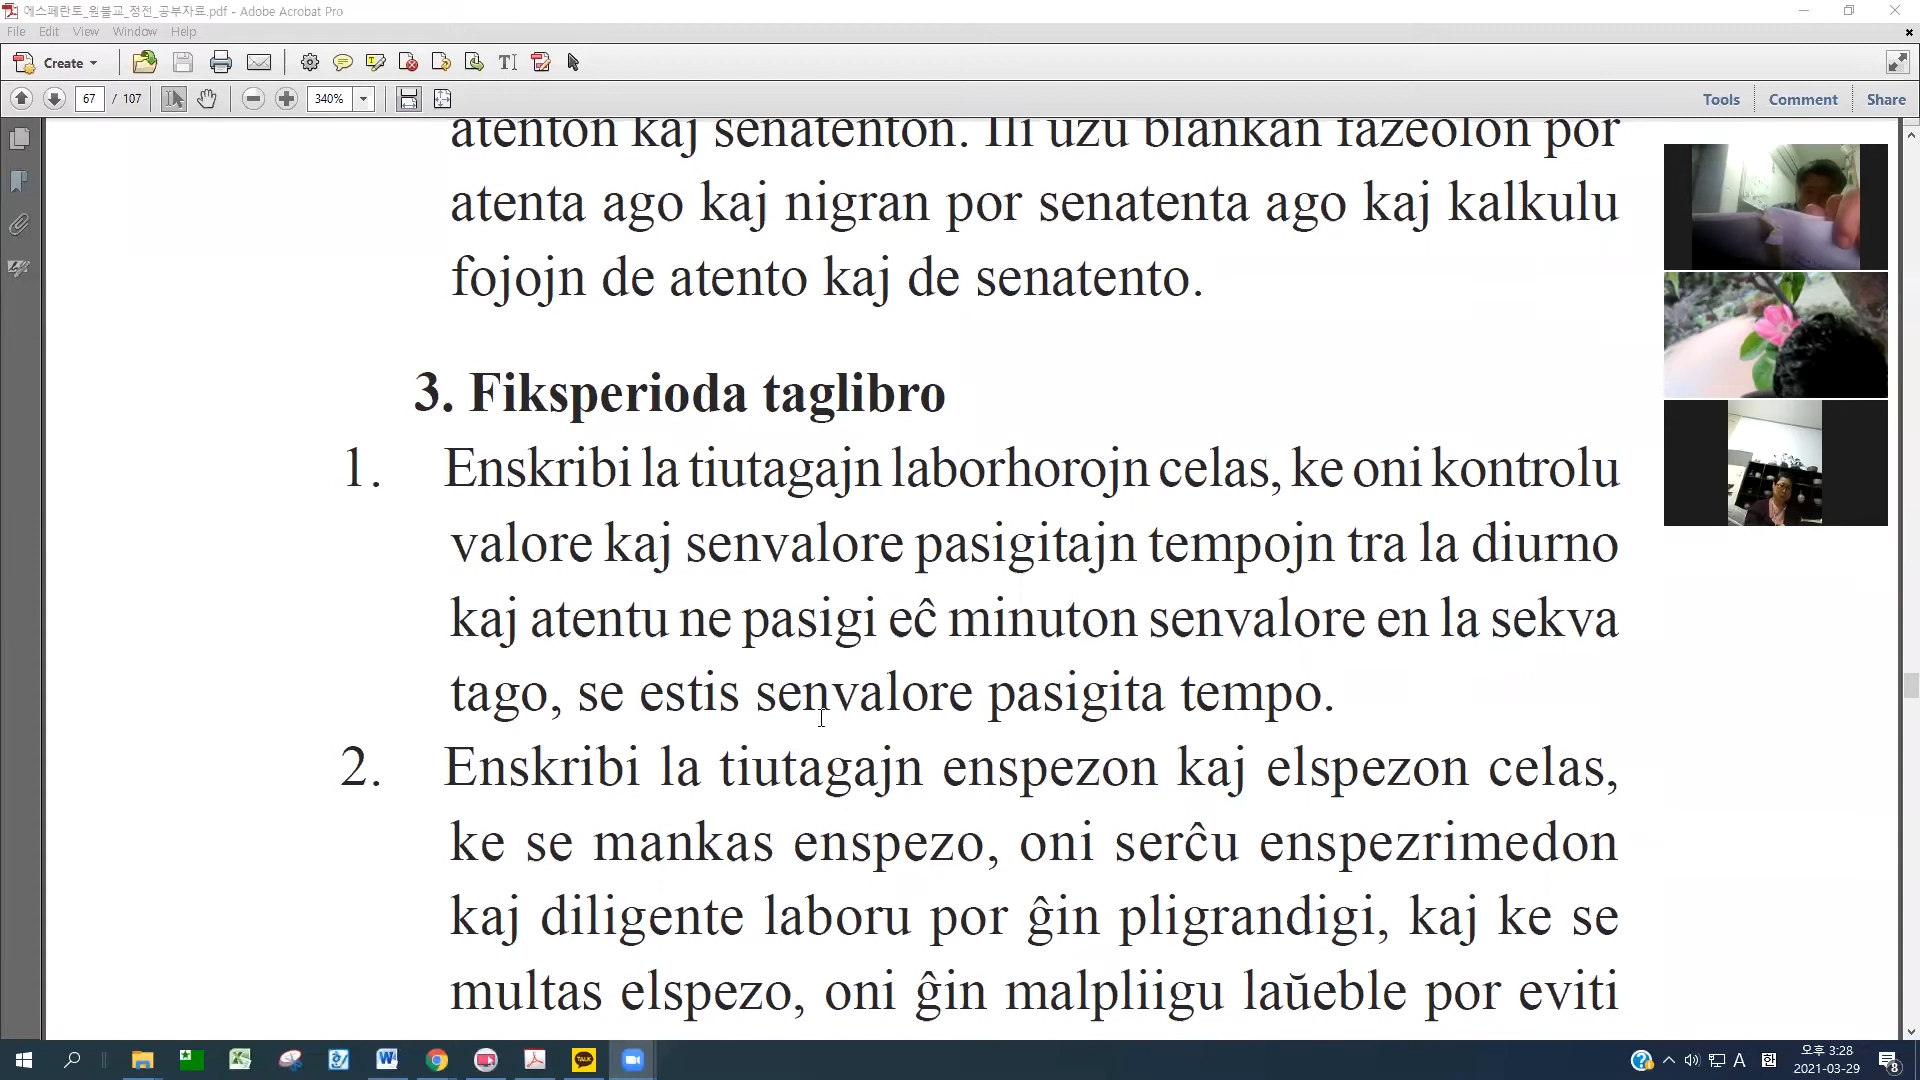 에스페란토_원불교_정전_공부자료.pdf - Adobe Acrobat Pro
File Edit View Window Help
Create
67 / 107 340% Tools Comment Share
atenton kaj senatenton. Ili uzu blankan fazeolon por
atenta ago kaj nigran por senatenta ago kaj kalkulu
fojojn de atento kaj de senatento.
3. Fiksperioda taglibro
1. Enskribi la tiutagajn laborhorojn celas, ke oni kontrolu
valore kaj senvalore pasigitajn tempojn tra la diurno
kaj atentu ne pasigi eĉ minuton senvalore en la sekva
tago, se estis senvalore pasigita tempo.
2. Enskribi la tiutagajn enspezon kaj elspezon celas,
ke se mankas enspezo, oni serĉu enspezrimedon
kaj diligente laboru por ĝin pligrandigi, kaj ke se
multas elspezo, oni ĝin malpliigu laŭeble por eviti
TALK
A 한 오후 3:28
2021-03-29
8